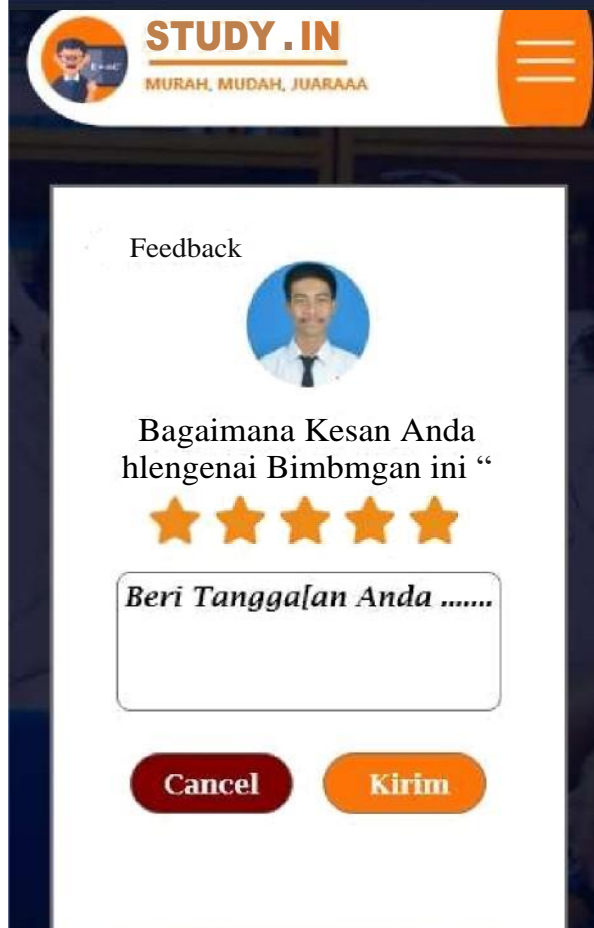 STUDY.IN
MURAH, MUDAH, JUARAAA
Feedback
Bagaimana Kesan Anda
hlengenai Bimbmgan ini “
Beri Tangga[an Anda .......
Cancel
Kirim